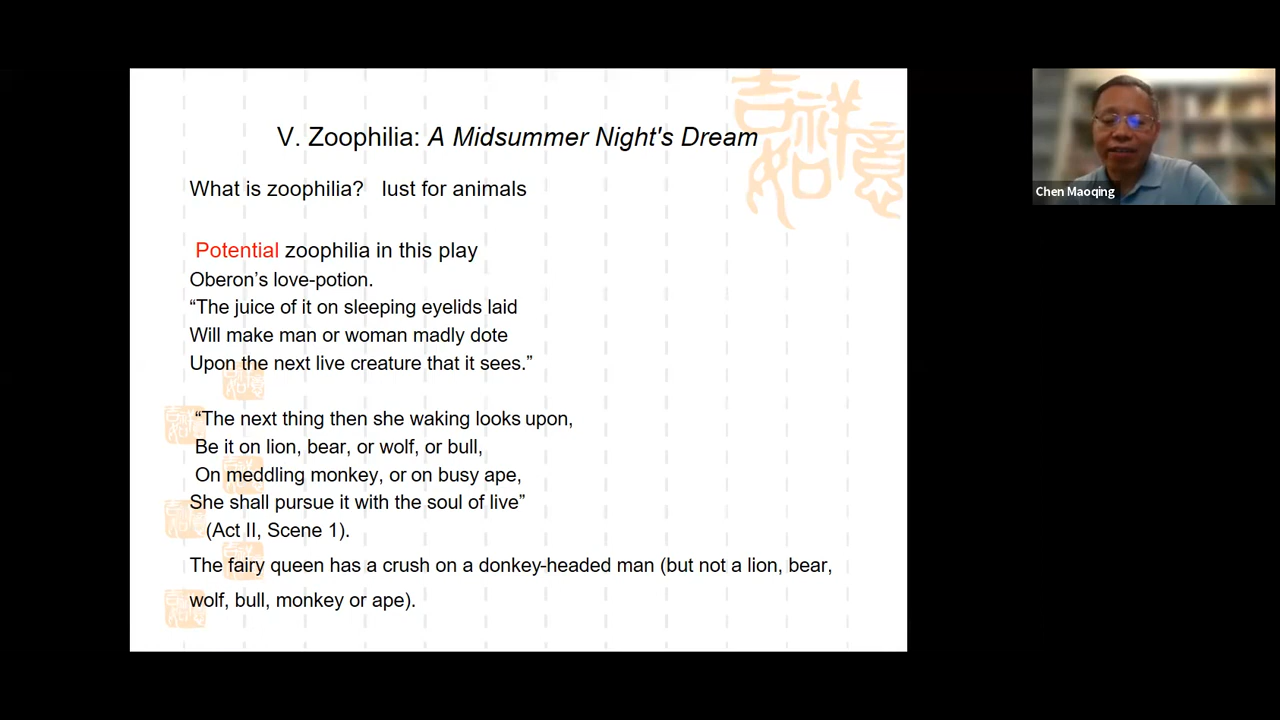 V. Zoophilia: A Midsummer Night's Dream
What is zoophilia? lust for animals
Potential zoophilia in this play
Oberon’s love-potion.
“The juice of it on sleeping eyelids laid
Will make man or woman madly dote
Upon the next live creature that it sees.”
“The next thing then she waking looks upon,
Be it on lion, bear, or wolf, or bull,
On meddling monkey, or on busy ape,
She shall pursue it with the soul of live”
(Act II, Scene 1).
The fairy queen has a crush on a donkey-headed man (but not a lion, bear,
wolf, bull, monkey or ape).
吉祥如意
Chen Maoqing